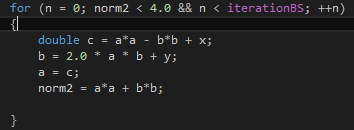 for (n = 0; norm2 < 4.0 && n < iterationBS; ++n)
{
double c = a*a - b*b + x;
b = 2.0 * a * b + y;
a = c;
norm2 = a*a + b*b;
}